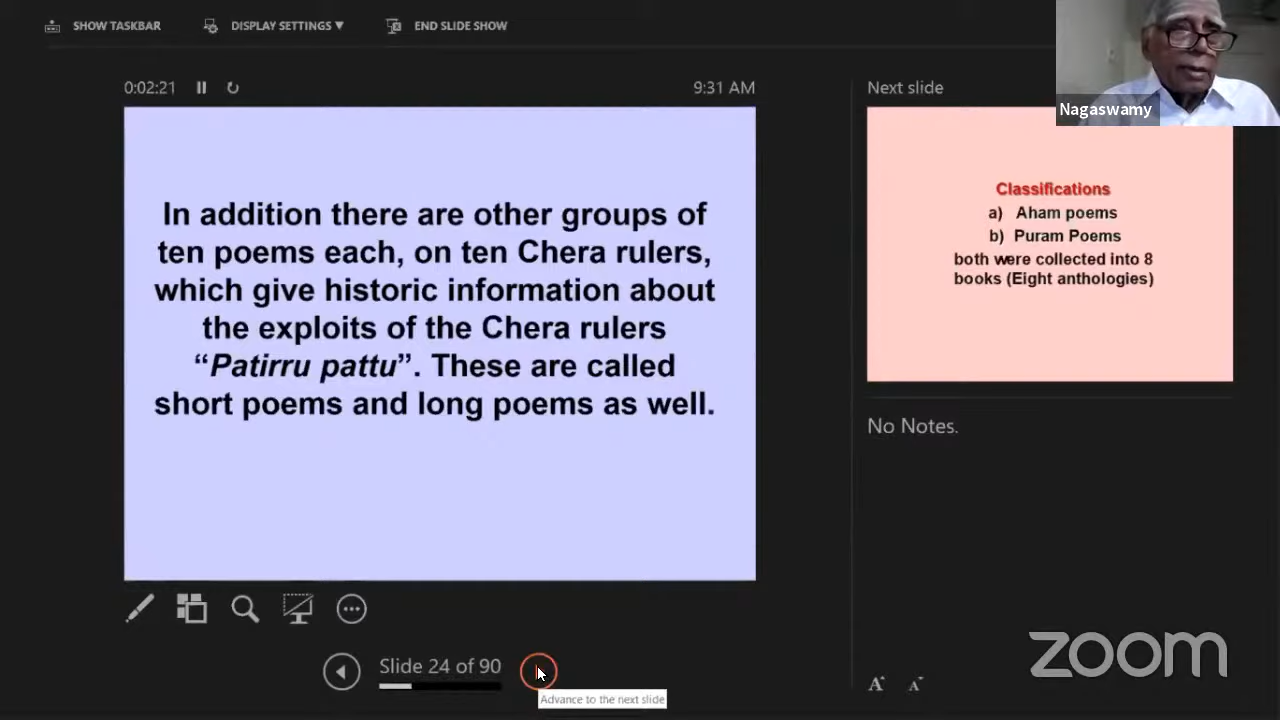 SHOW TASKBAR
DISPLAY SETTINGS ▼
END SLIDE SHOW
0:02:21
9:31 AM
Next slide
Nagaswamy
In addition there are other groups of
ten poems each, on ten Chera rulers,
which give historic information about
the exploits of the Chera rulers
“Patirru pattu”. These are called
short poems and long poems as well.
Classifications
a) Aham poems
b) Puram Poems
both were collected into 8
books (Eight anthologies)
No Notes.
Slide 24 of 90
Advance to the next slide
A A
zoom